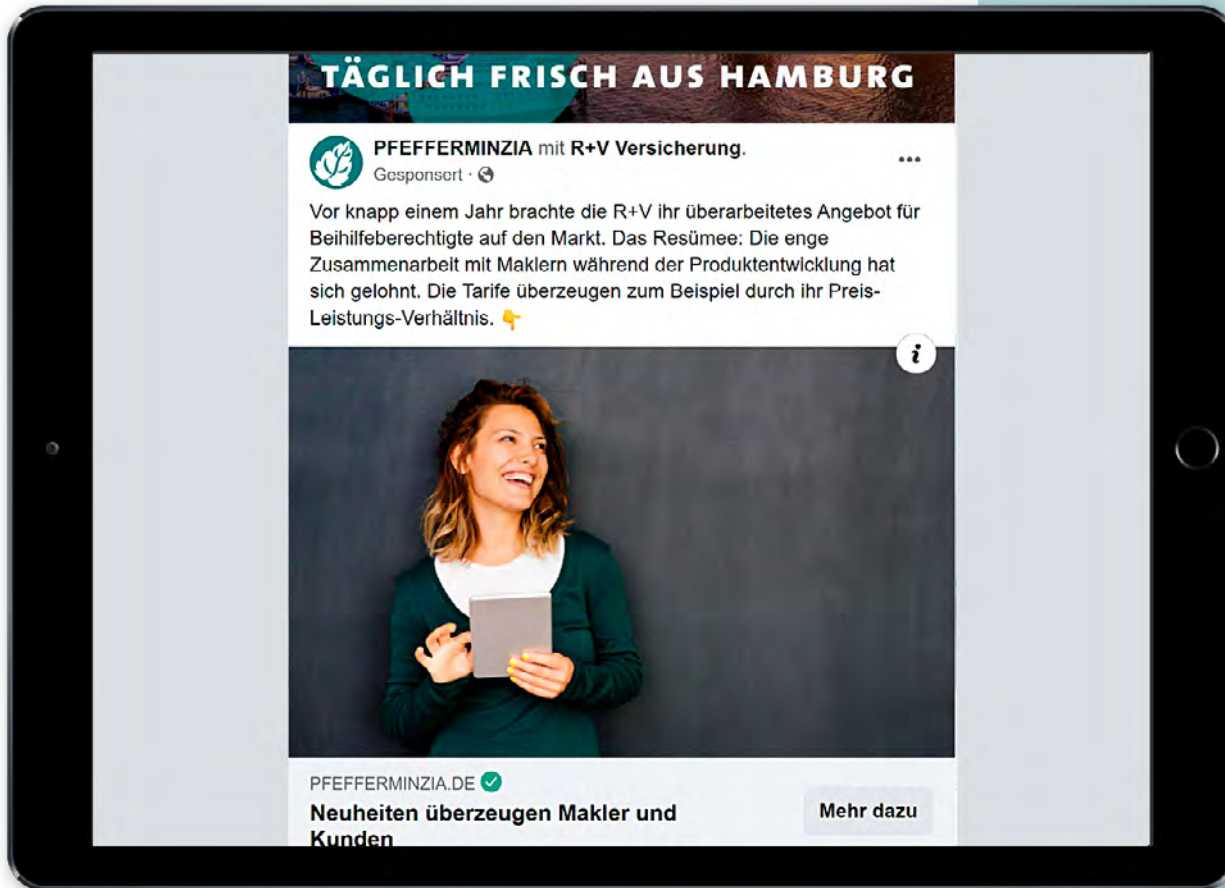 TÄGLICH FRISCH AUS HAMBURG
PFEFFERMINZIA mit R+V Versicherung.
Gesponsert ·
Vor knapp einem Jahr brachte die R+V ihr überarbeitetes Angebot für
Beihilfeberechtigte auf den Markt. Das Resümee: Die enge
Zusammenarbeit mit Maklern während der Produktentwicklung hat
sich gelohnt. Die Tarife überzeugen zum Beispiel durch ihr Preis-
Leistungs-Verhältnis. 👇
i
PFEFFERMINZIA.DE
Neuheiten überzeugen Makler und
Kunden
Mehr dazu